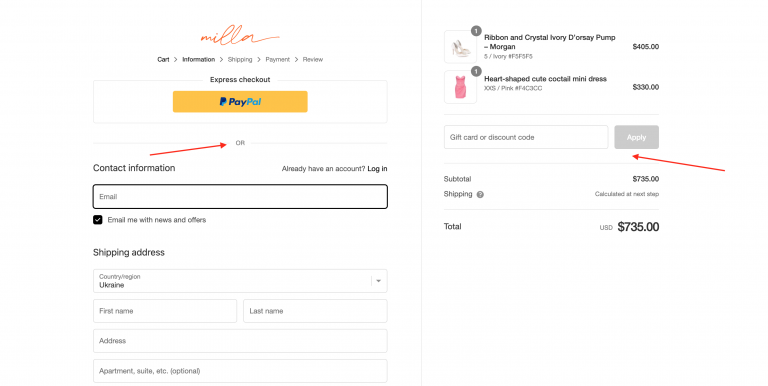 milla
Cart > Information > Shipping > Payment > Review
Express checkout
PayPal
OR
Contact information
Already have an account? Log in
Email
Email me with news and offers
Shipping address
Country/region
Ukraine
First name
Last name
Address
Apartment, suite, etc. (optional)
1
Ribbon and Crystal Ivory D'orsay Pump
– Morgan
5 / Ivory #F5F5F5
$405.00
1
Heart-shaped cute coctail mini dress
XXS / Pink #F4C3CC
$330.00
Gift card or discount code
Apply
Subtotal
$735.00
Shipping ?
Calculated at next step
Total
USD $735.00